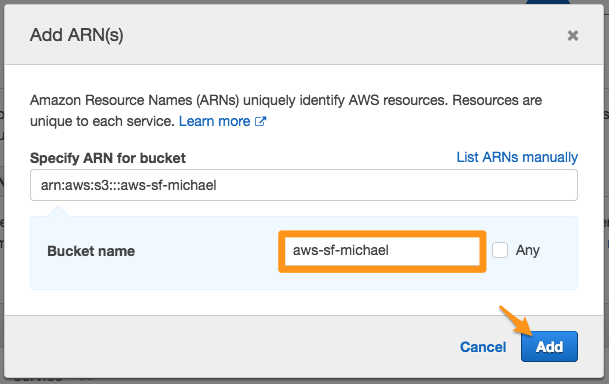 Add ARN(s)
Amazon Resource Names (ARNs) uniquely identify AWS resources. Resources are
unique to each service. Learn more
Specify ARN for bucket
List ARNs manually
arn:aws:s3:::aws-sf-michael
Bucket name
aws-sf-michael
Any
Cancel
Add